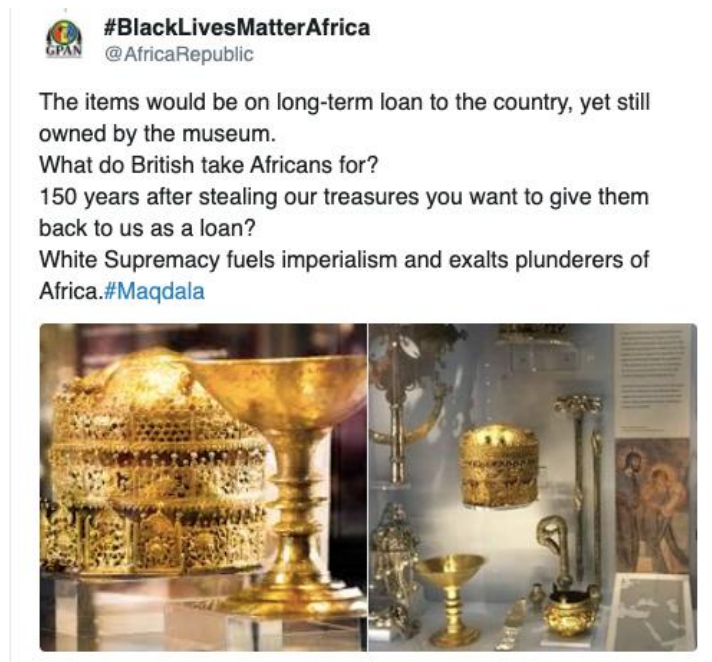 #BlackLivesMatterAfrica
GPAN
@AfricaRepublic
The items would be on long-term loan to the country, yet still
owned by the museum.
What do British take Africans for?
150 years after stealing our treasures you want to give them
back to us as a loan?
White Supremacy fuels imperialism and exalts plunderers of
Africa.#Maqdala